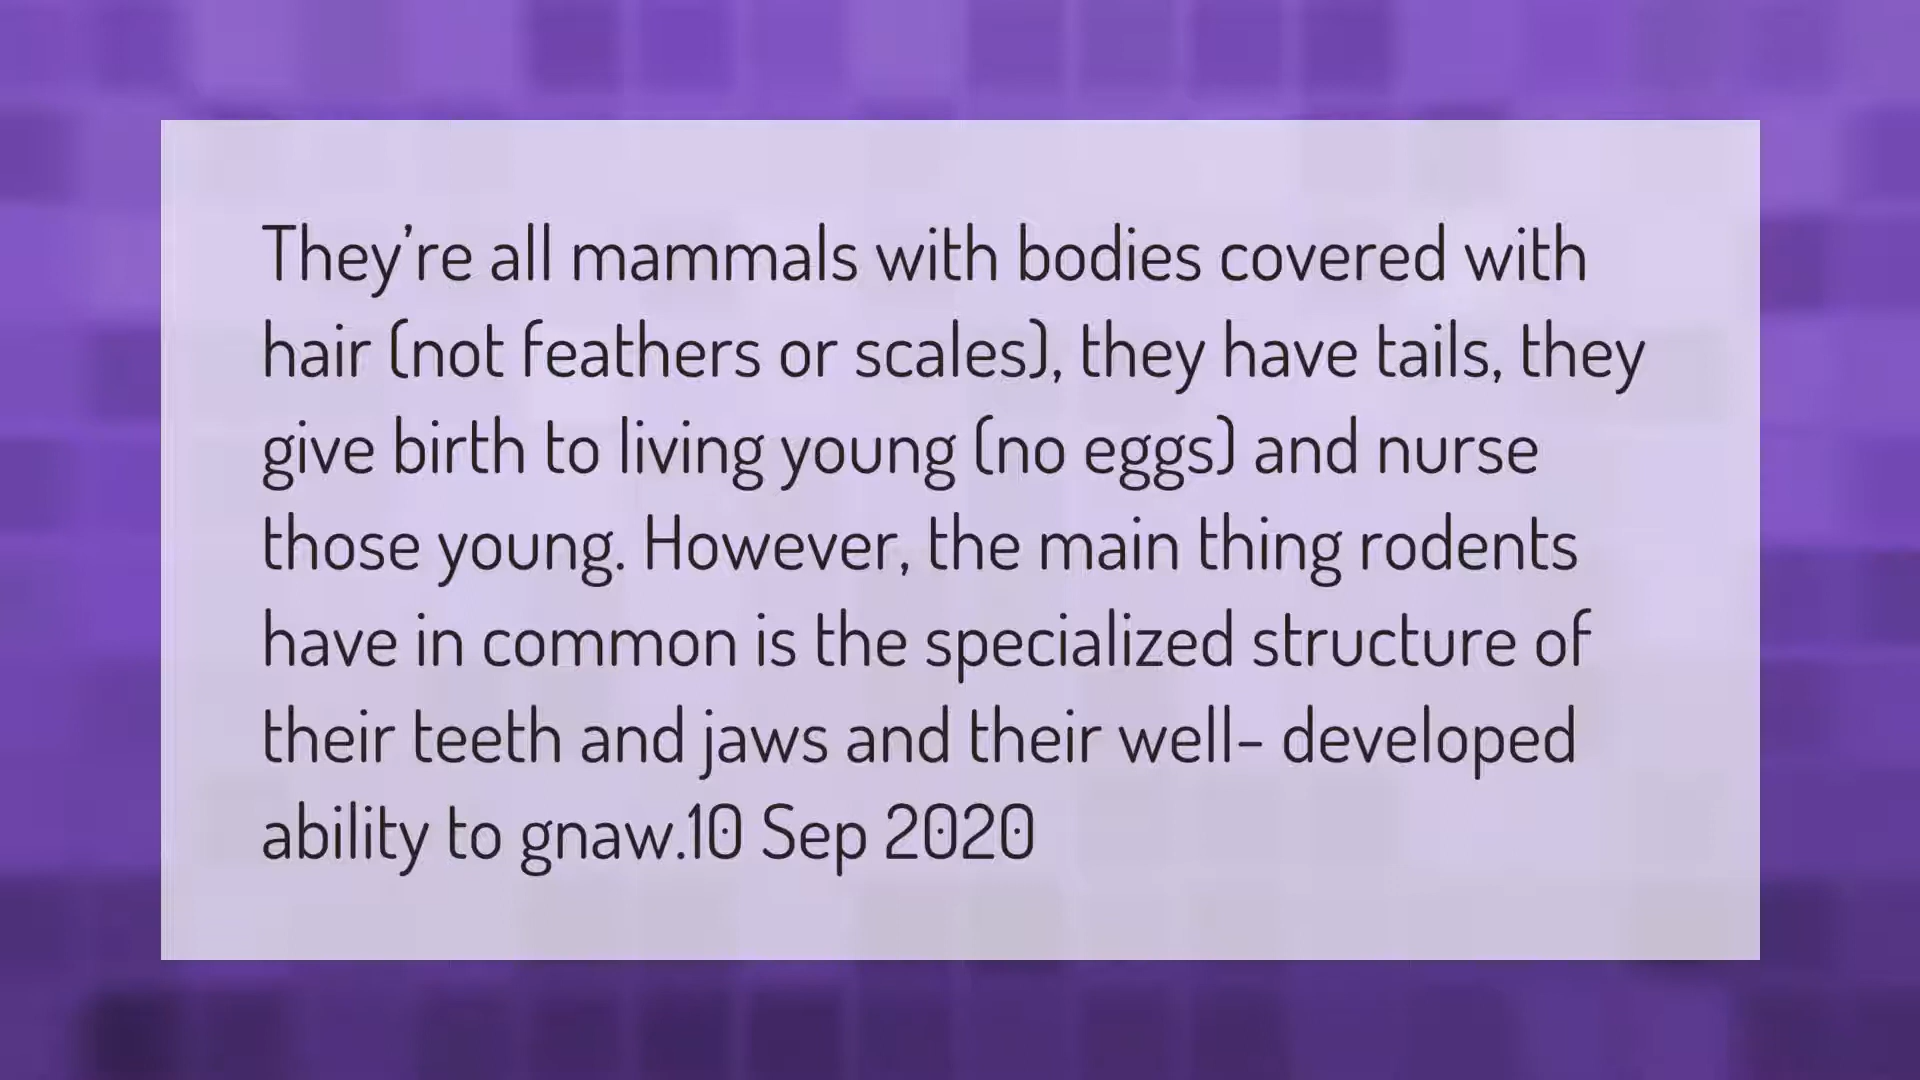 They're all mammals with bodies covered with
hair (not feathers or scales), they have tails, they
give birth to living young (no eggs) and nurse
those young. However, the main thing rodents
have in common is the specialized structure of
their teeth and jaws and their well- developed
ability to gnaw.10 Sep 2020